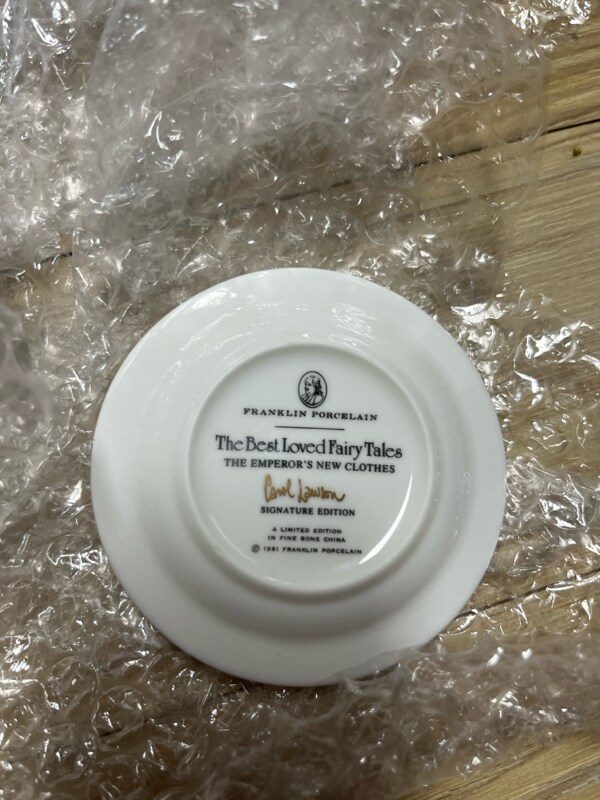 FRANKLIN PORCELAIN
The Best Loved Fairy Tales
THE EMPEROR'S NEW CLOTHES
Carol Lawson
SIGNATURE EDITION
A LIMITED EDITION
IN FINE BONE CHINA
© 1981 FRANKLIN PORCELAIN